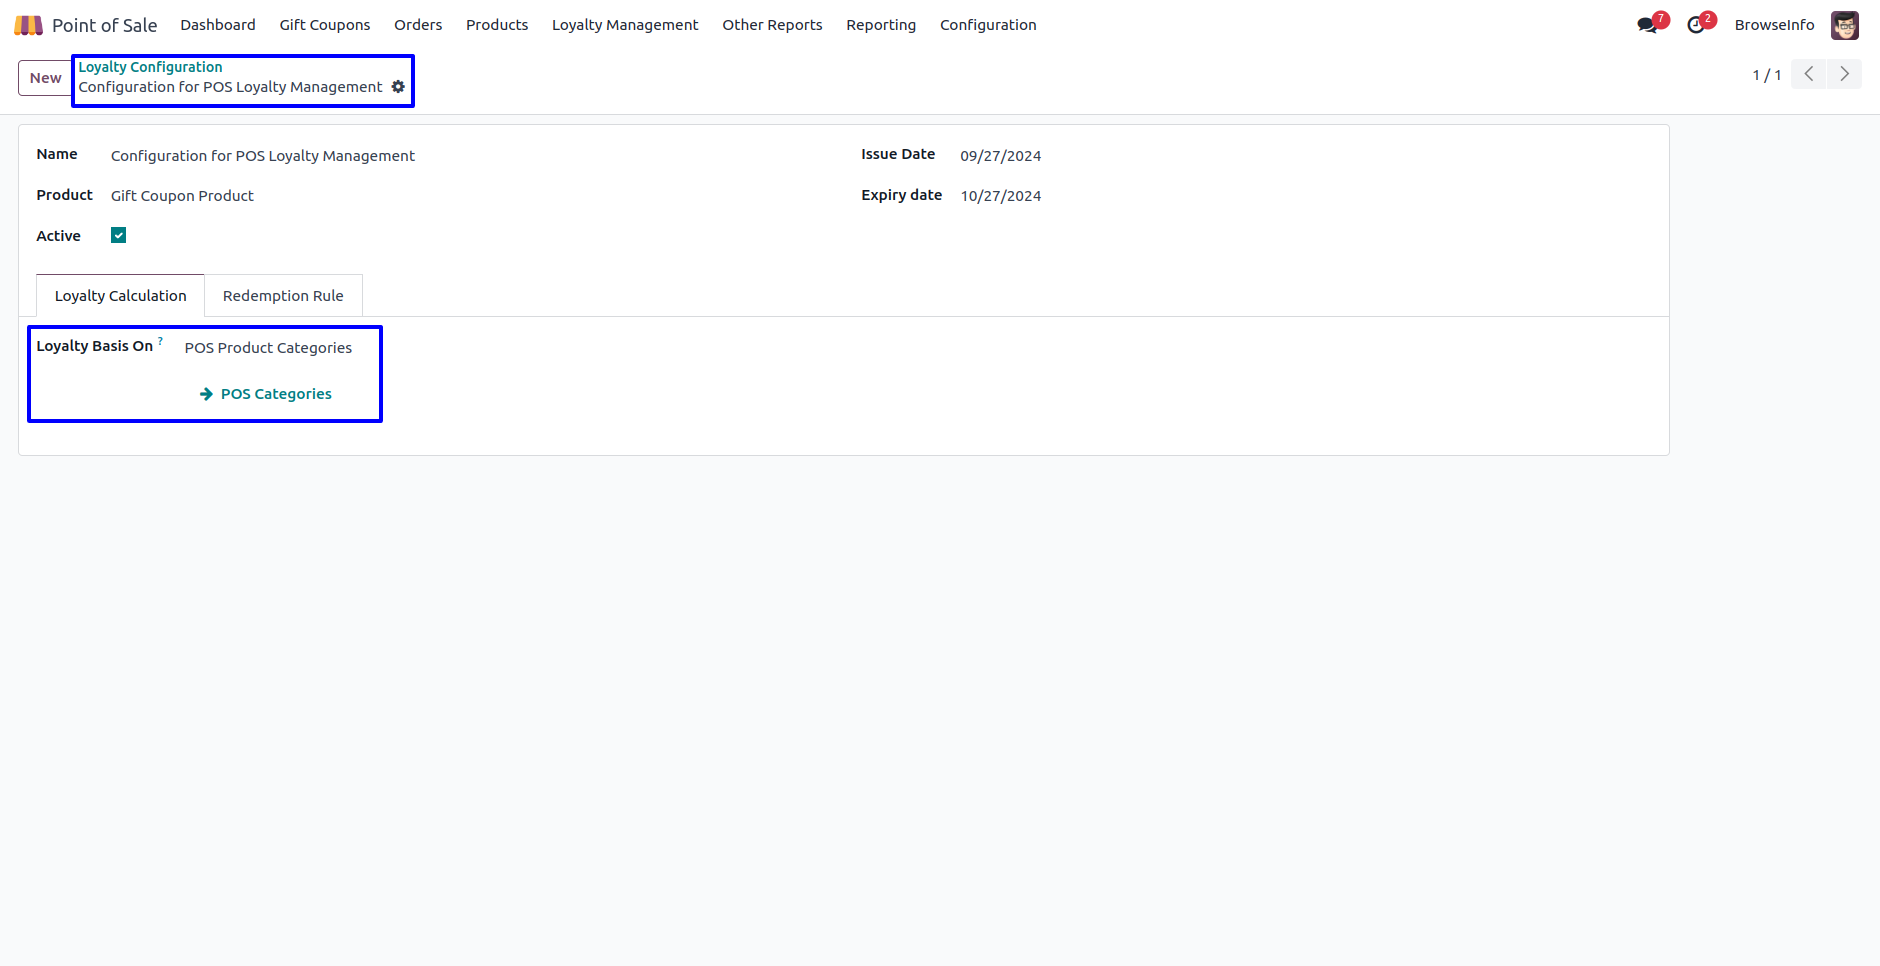 Point of Sale Dashboard Gift Coupons Orders Products Loyalty Management Other Reports Reporting Configuration 7 2 BrowseInfo
New Loyalty Configuration
Configuration for POS Loyalty Management
1 / 1
Name Configuration for POS Loyalty Management Issue Date 09/27/2024
Product Gift Coupon Product Expiry date 10/27/2024
Active
Loyalty Calculation Redemption Rule
Loyalty Basis On ? POS Product Categories
POS Categories